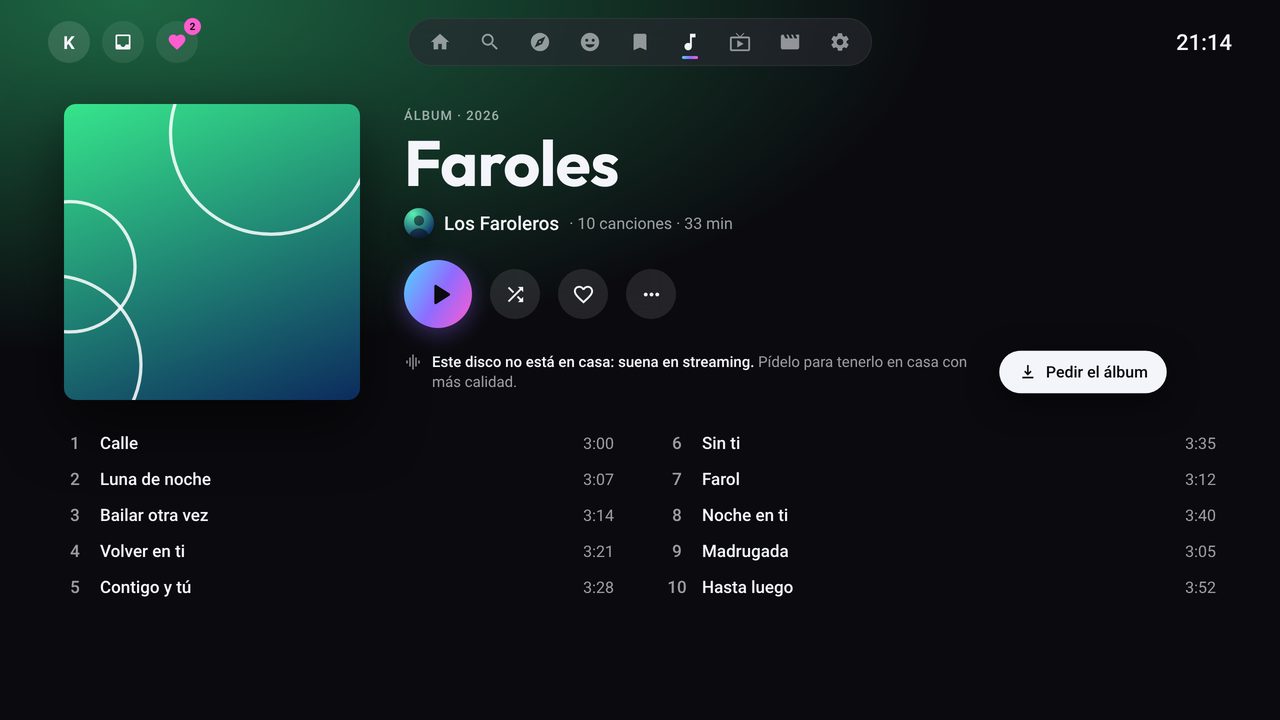 K
2
21:14
ÁLBUM · 2026
Faroles
Los Faroleros · 10 canciones · 33 min
Este disco no está en casa: suena en streaming. Pídelo para tenerlo en casa con
más calidad.
Pedir el álbum
1 Calle 3:00
2 Luna de noche 3:07
3 Bailar otra vez 3:14
4 Volver en ti 3:21
5 Contigo y tú 3:28
6 Sin ti 3:35
7 Farol 3:12
8 Noche en ti 3:40
9 Madrugada 3:05
10 Hasta luego 3:52